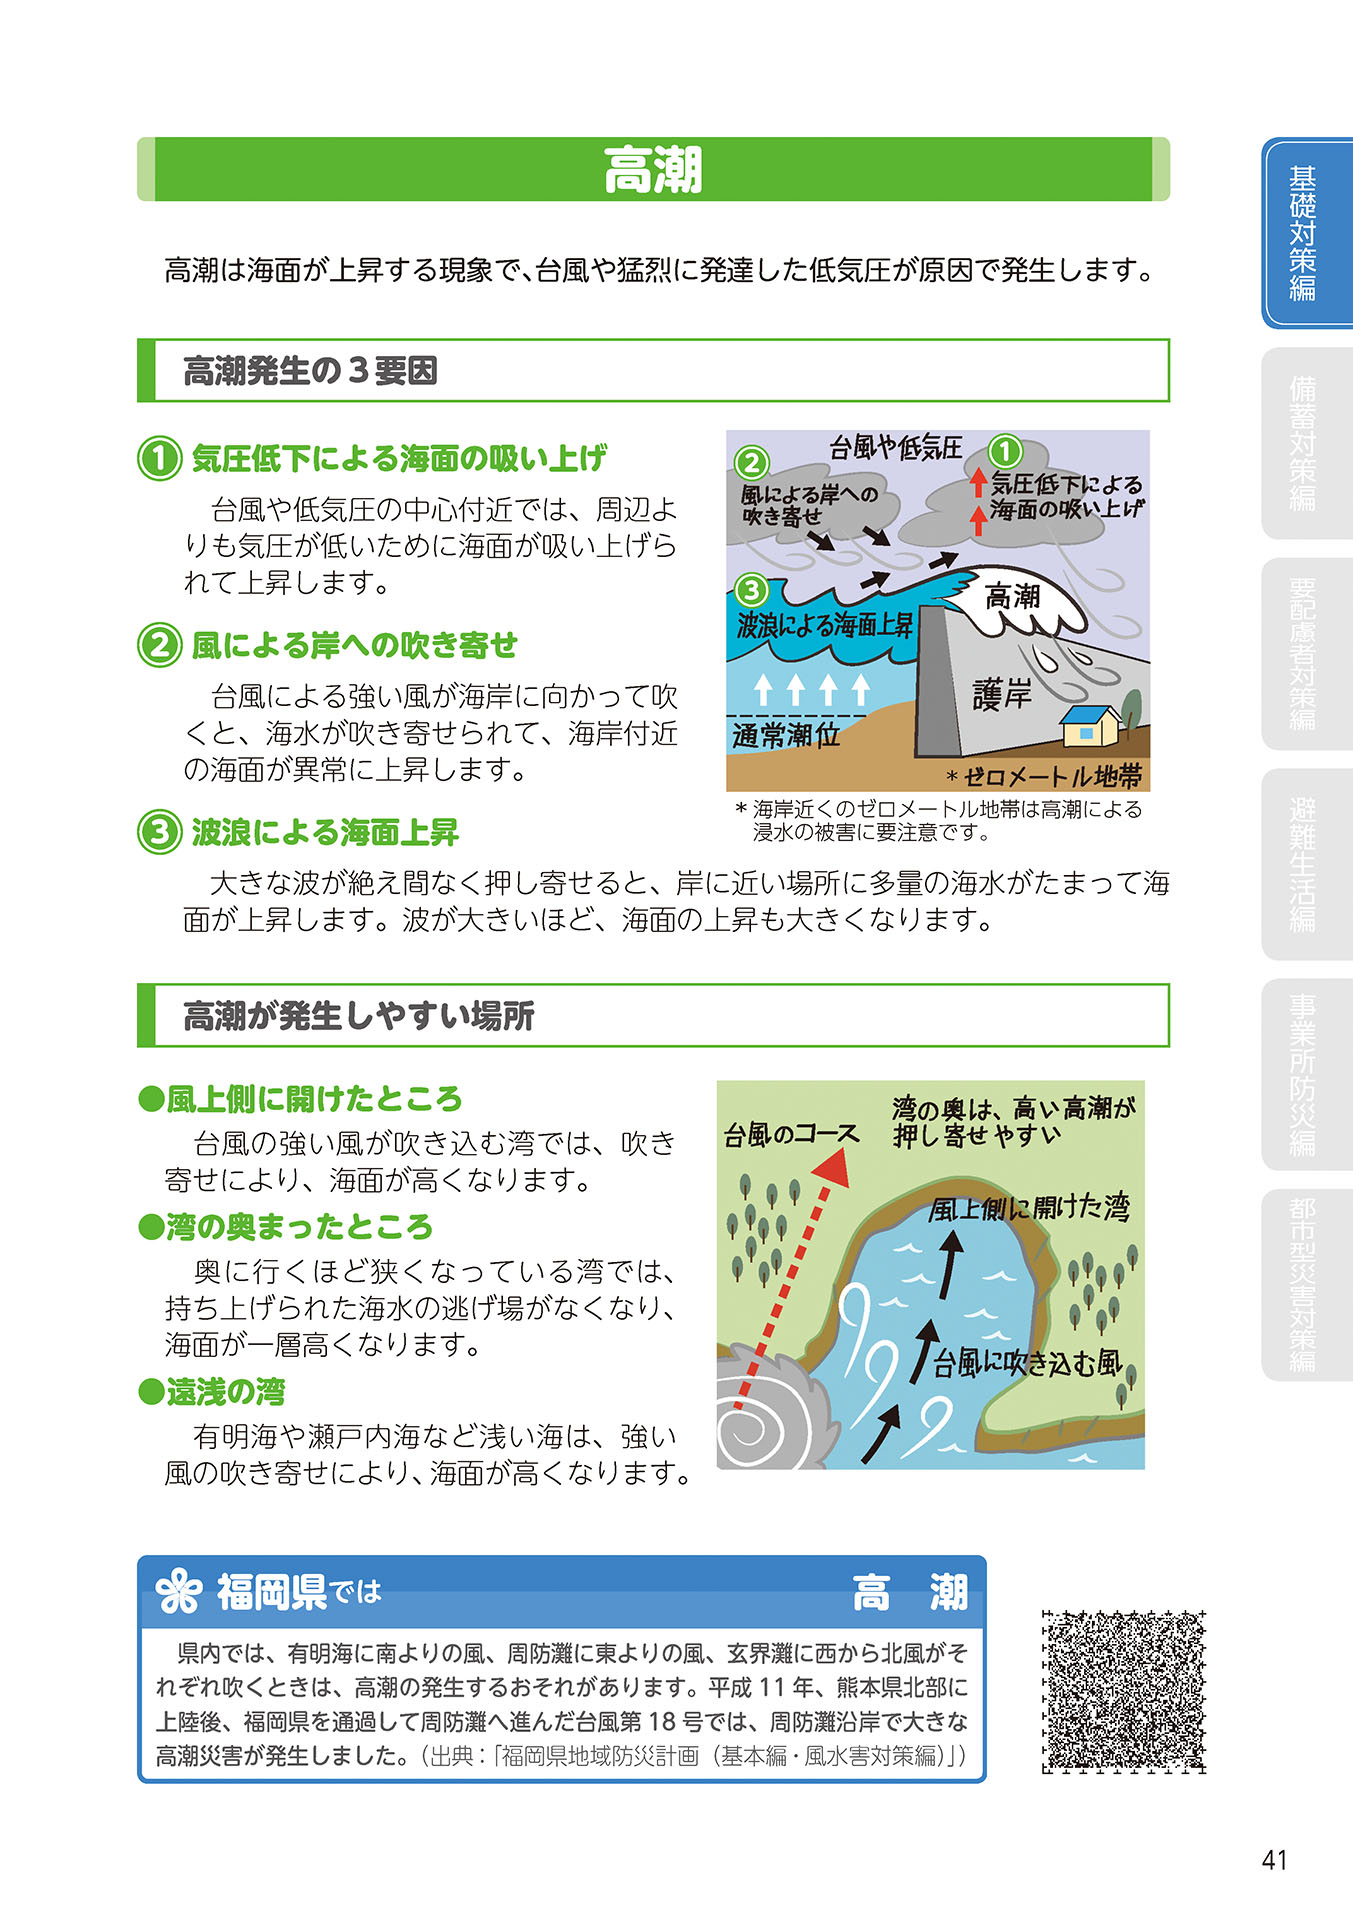 高潮
高潮は海面が上昇する現象で、台風や猛烈に発達した低気圧が原因で発生します。
高潮発生の３要因
① 気圧低下による海面の吸い上げ
台風や低気圧の中心付近では、周辺よ
りも気圧が低いために海面が吸い上げら
れて上昇します。
② 風による岸への吹き寄せ
台風による強い風が海岸に向かって吹
くと、海水が吹き寄せられて、海岸付近
の海面が異常に上昇します。
③ 波浪による海面上昇
大きな波が絶え間なく押し寄せると、岸に近い場所に多量の海水がたまって海
面が上昇します。波が大きいほど、海面の上昇も大きくなります。
台風や低気圧
①
気圧低下による
海面の吸い上げ
②
風による岸への
吹き寄せ
③
波浪による海面上昇
高潮
護岸
通常潮位
＊ゼロメートル地帯
＊海岸近くのゼロメートル地帯は高潮による
浸水の被害に要注意です。
高潮が発生しやすい場所
●風上側に開けたところ
台風の強い風が吹き込む湾では、吹き
寄せにより、海面が高くなります。
●湾の奥まったところ
奥に行くほど狭くなっている湾では、
持ち上げられた海水の逃げ場がなくなり、
海面が一層高くなります。
●遠浅の湾
有明海や瀬戸内海など浅い海は、強い
風の吹き寄せにより、海面が高くなります。
湾の奥は、高い高潮が
押し寄せやすい
台風のコース
風上側に開けた湾
台風に吹き込む風
福岡県では
高　潮
県内では、有明海に南よりの風、周防灘に東よりの風、玄界灘に西から北風がそ
れぞれ吹くときは、高潮の発生するおそれがあります。平成 11 年、熊本県北部に
上陸後、福岡県を通過して周防灘へ進んだ台風第 18 号では、周防灘沿岸で大きな
高潮災害が発生しました。（出典：「福岡県地域防災計画（基本編・風水害対策編）」）
基礎対策編
備蓄対策編
要配慮者対策編
避難生活編
事業所防災編
都市型災害対策編
41